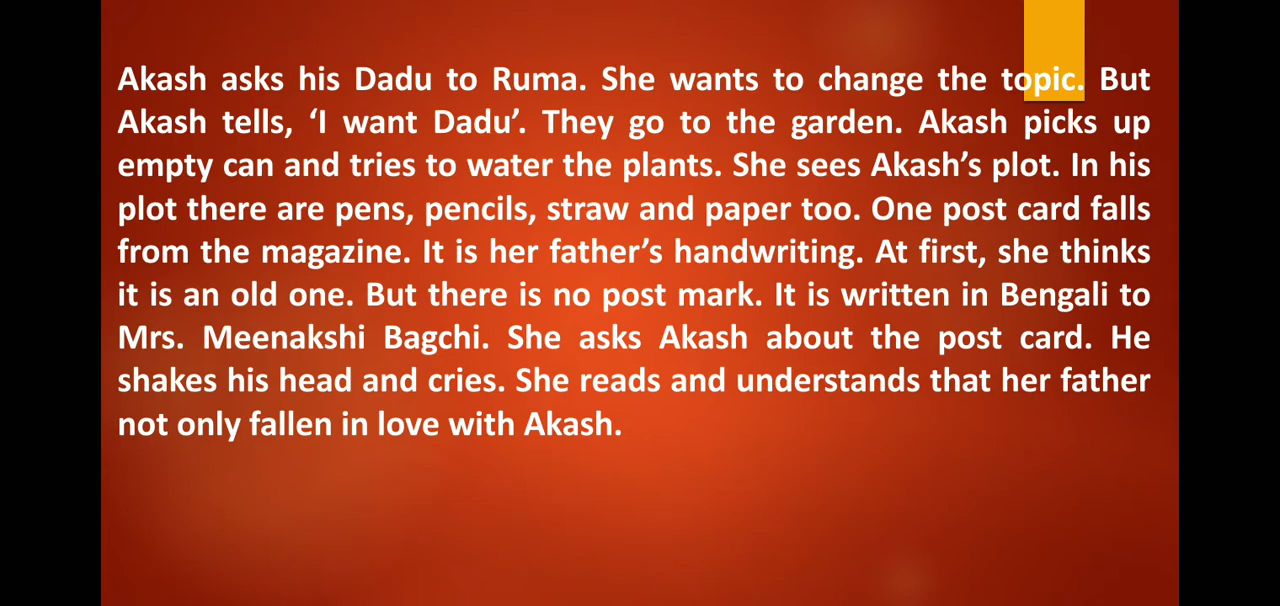 Akash asks his Dadu to Ruma. She wants to change the topic. But
Akash tells, ‘I want Dadu’. They go to the garden. Akash picks up
empty can and tries to water the plants. She sees Akash’s plot. In his
plot there are pens, pencils, straw and paper too. One post card falls
from the magazine. It is her father’s handwriting. At first, she thinks
it is an old one. But there is no post mark. It is written in Bengali to
Mrs. Meenakshi Bagchi. She asks Akash about the post card. He
shakes his head and cries. She reads and understands that her father
not only fallen in love with Akash.